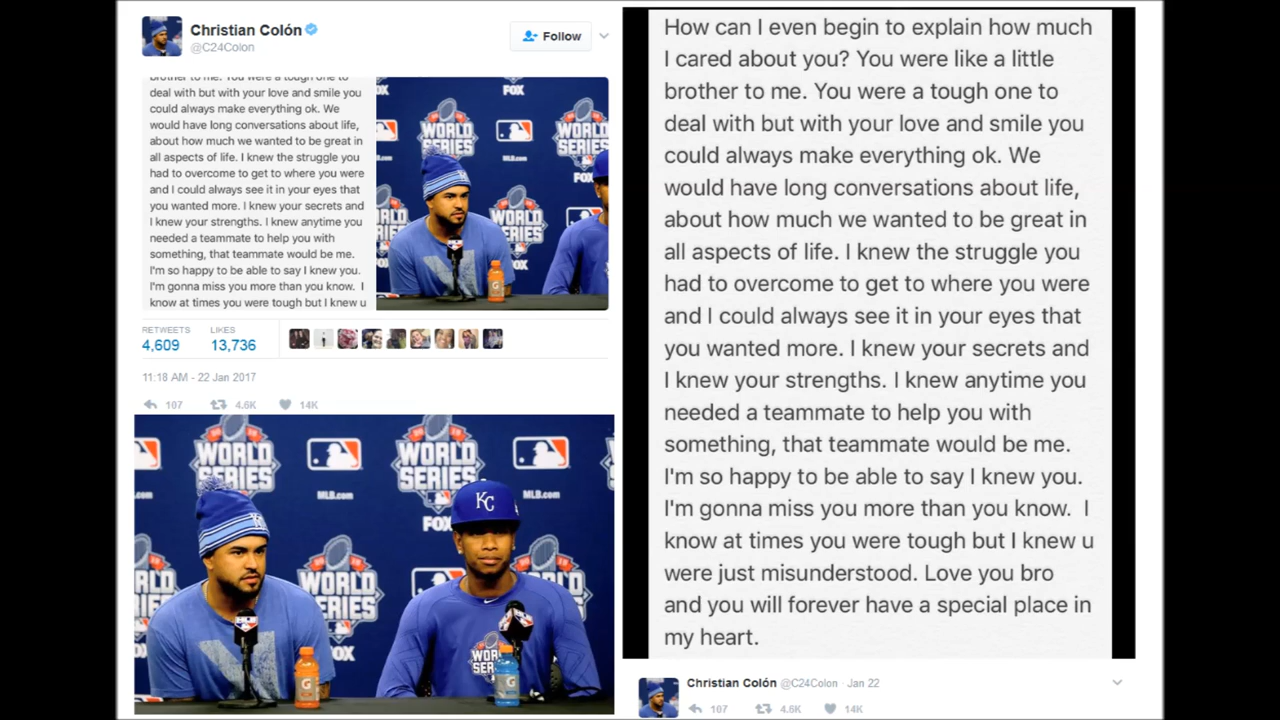 Christian Colón
@C24Colon
Follow
brother to me. You were a tough one to
deal with but with your love and smile you
could always make everything ok. We
would have long conversations about life,
about how much we wanted to be great in
all aspects of life. I knew the struggle you
had to overcome to get to where you were
and I could always see it in your eyes that
you wanted more. I knew your secrets and
I knew your strengths. I knew anytime you
needed a teammate to help you with
something, that teammate would be me.
I'm so happy to be able to say I knew you.
I'm gonna miss you more than you know.  I
know at times you were tough but I knew u
FOX
FOX
WORLD
SERIES
WORLD
SERIES
WORLD
SERIES
FOX
RETWEETS
LIKES
4,609
13,736
11:18 AM - 22 Jan 2017
107
4.6K
14K
WORLD
SERIES
WORLD
SERIES
.com
MLB.com
MLB.com
KC
FOX
WORLD
SERIES
WORLD
SERIES
FOX
G
G
How can I even begin to explain how much
I cared about you? You were like a little
brother to me. You were a tough one to
deal with but with your love and smile you
could always make everything ok. We
would have long conversations about life,
about how much we wanted to be great in
all aspects of life. I knew the struggle you
had to overcome to get to where you were
and I could always see it in your eyes that
you wanted more. I knew your secrets and
I knew your strengths. I knew anytime you
needed a teammate to help you with
something, that teammate would be me.
I'm so happy to be able to say I knew you.
I'm gonna miss you more than you know.  I
know at times you were tough but I knew u
were just misunderstood. Love you bro
and you will forever have a special place in
my heart.
Christian Colón @C24Colon · Jan 22
107
4.6K
14K